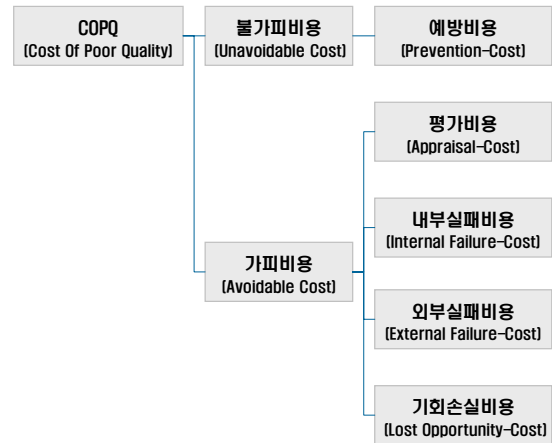 COPQ
(Cost Of Poor Quality)
불가피비용
(Unavoidable Cost)
예방비용
(Prevention-Cost)
평가비용
(Appraisal-Cost)
내부실패비용
(Internal Failure-Cost)
가피비용
(Avoidable Cost)
외부실패비용
(External Failure-Cost)
기회손실비용
(Lost Opportunity-Cost)